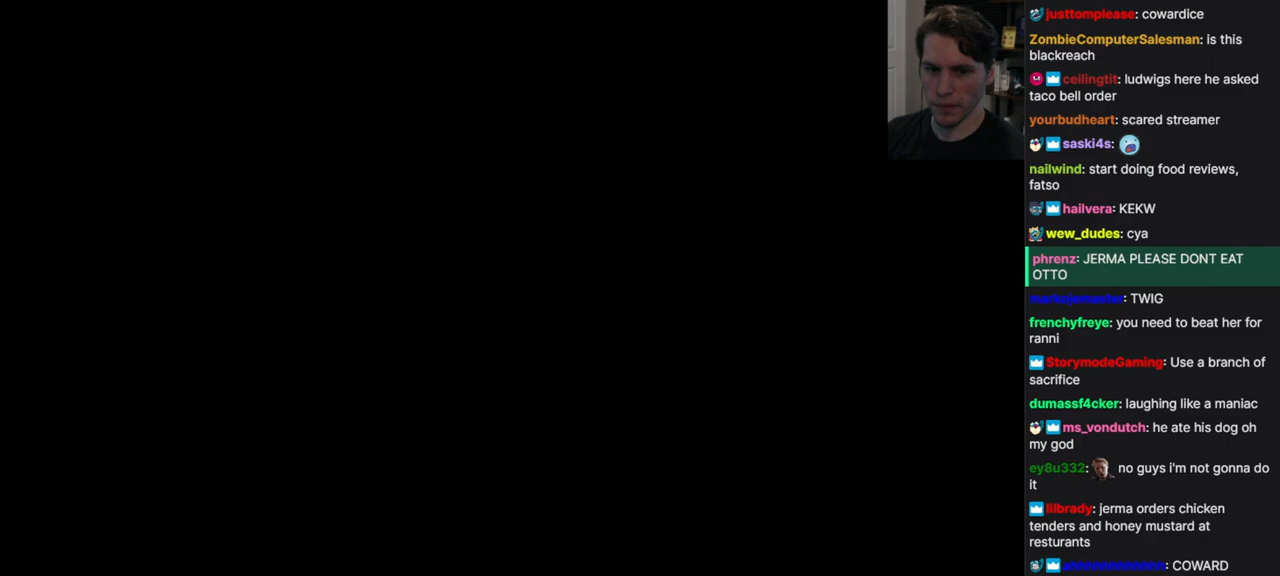 justtomplease: cowardice
ZombieComputerSalesman: is this
blackreach
ceilingtit: ludwigs here he asked
taco bell order
yourbudheart: scared streamer
saski4s:
nailwind: start doing food reviews,
fatso
hailvera: KEKW
wew_dudes: cya
phrenz: JERMA PLEASE DONT EAT
OTTO
: TWIG
frenchyfreye: you need to beat her for
ranni
StorymodeGaming: Use a branch of
sacrifice
dumassf4cker: laughing like a maniac
ms_vondutch: he ate his dog oh
my god
ey8u332: no guys i'm not gonna do
it
lilbrady: jerma orders chicken
tenders and honey mustard at
resturants
: COWARD